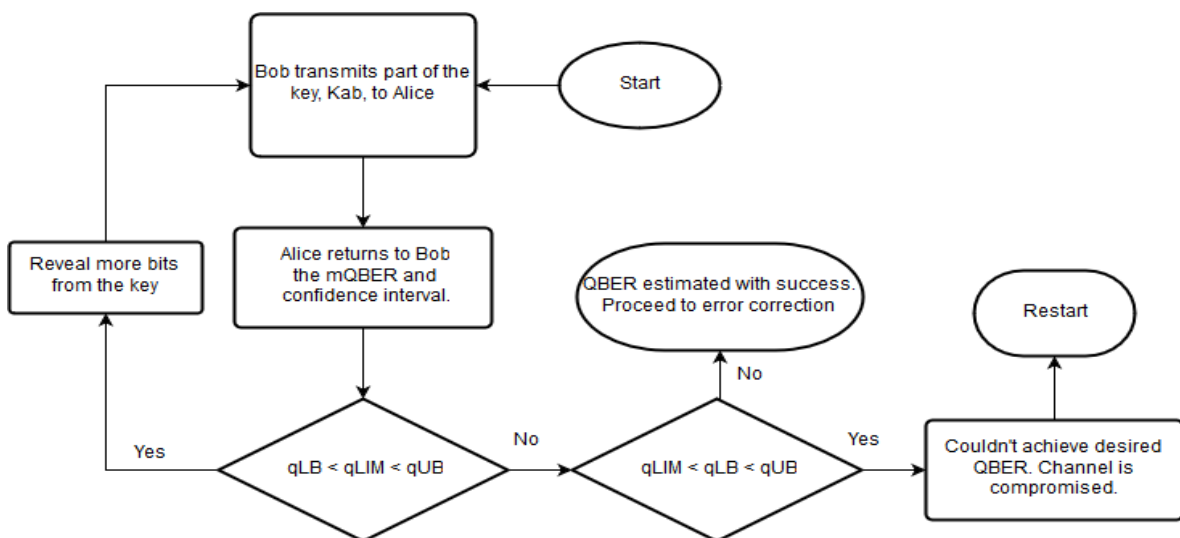 Bob transmits part of the
key, Kab, to Alice
Start
Alice returns to Bob
the mQBER and
confidence interval.
Reveal more bits
from the key
QBER estimated with success.
Proceed to error correction
Restart
No
Yes
No
Yes
qLB < qLIM < qUB
qLIM < qLB < qUB
Couldn't achieve desired
QBER. Channel is
compromised.